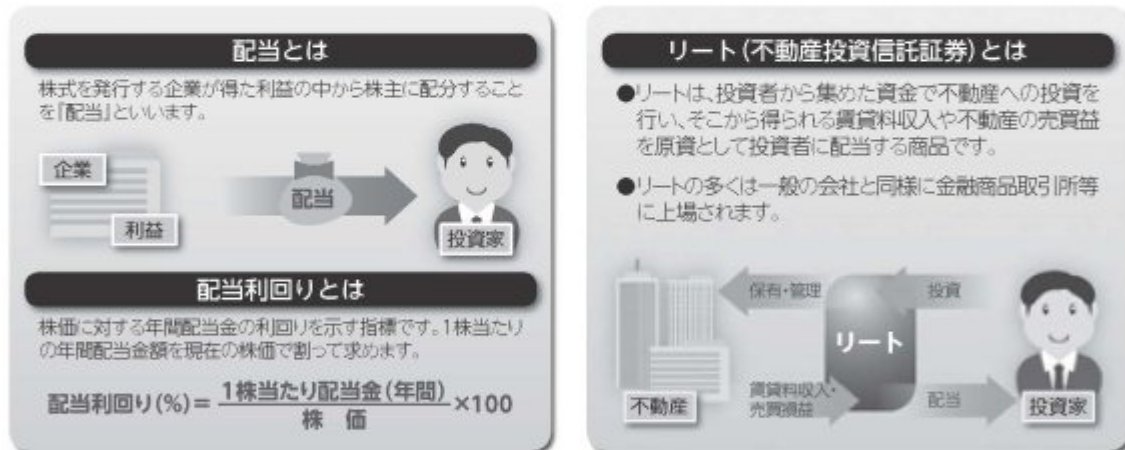 配当とは
株式を発行する企業が得た利益の中から株主に配分すること
を『配当』といいます。
企業
利益
配当
投資家
配当利回りとは
株価に対する年間配当金の利回りを示す指標です。1株当たり
の年間配当金額を現在の株価で割って求めます。
配当利回り(%)=1株当たり配当金(年間)
株 価
×100
リート(不動産投資信託証券)とは
●リートは、投資者から集めた資金で不動産への投資を
行い、そこから得られる賃貸料収入や不動産の売買益
を原資として投資者に配当する商品です。
●リートの多くは一般の会社と同様に金融商品取引所等
に上場されます。
保有・管理
投資
リート
不動産
賃貸料収入・
売買損益
配当
投資家